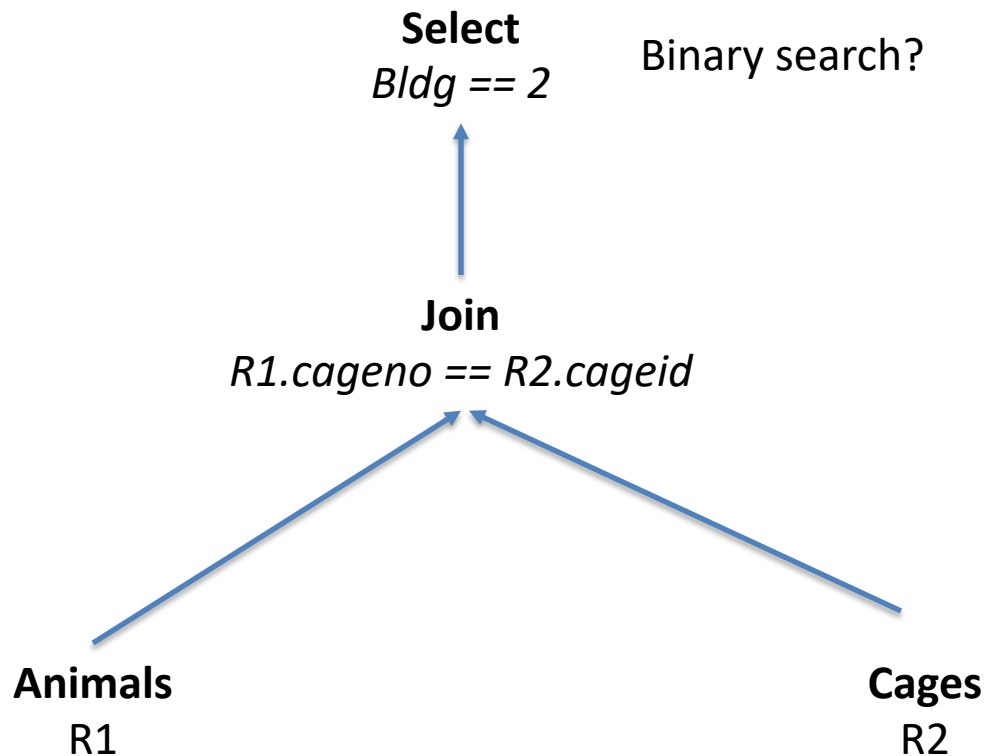 Select
Bldg == 2
Binary search?
Join
R1.cageno == R2.cageid
Animals
R1
Cages
R2